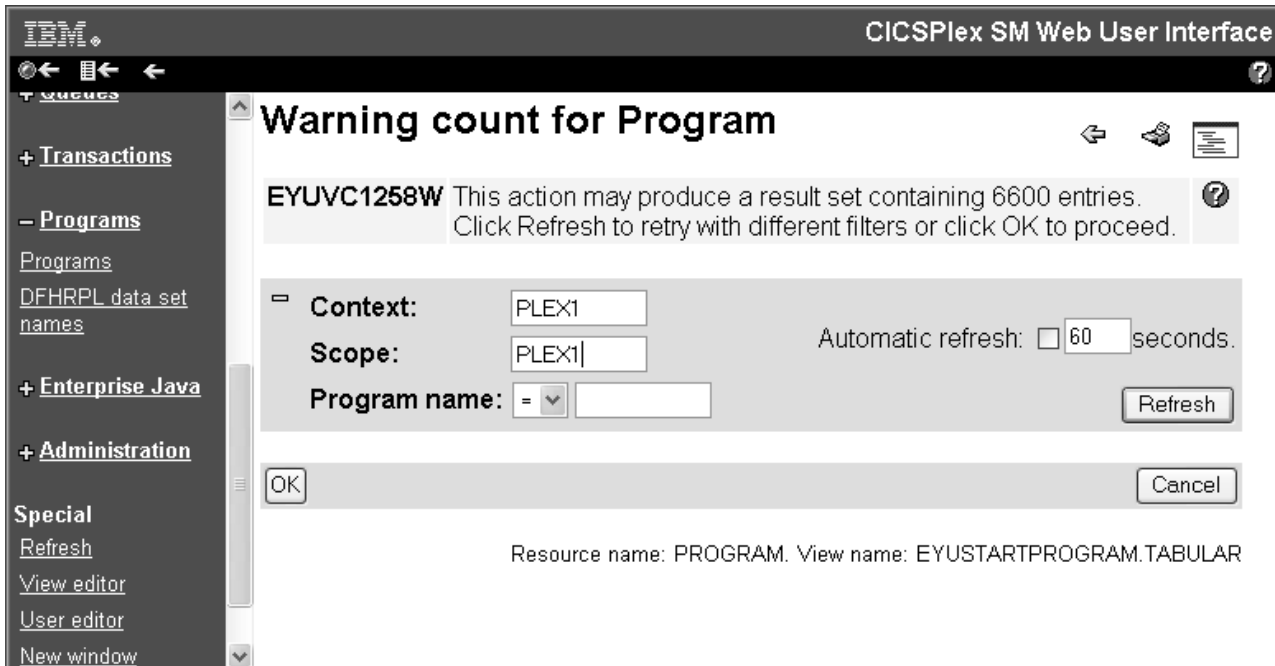 IBM.
CICSPlex SM Web User Interface
+ Queues
+ Transactions
– Programs
Programs
DFHRPL data set
names
+ Enterprise Java
+ Administration
Special
Refresh
View editor
User editor
New window
Warning count for Program
EYUVC1258W This action may produce a result set containing 6600 entries.
Click Refresh to retry with different filters or click OK to proceed.
Context: PLEX1
Scope: PLEX1
Automatic refresh: 60 seconds.
Program name: =
Refresh
OK Cancel
Resource name: PROGRAM. View name: EYUSTARTPROGRAM.TABULAR